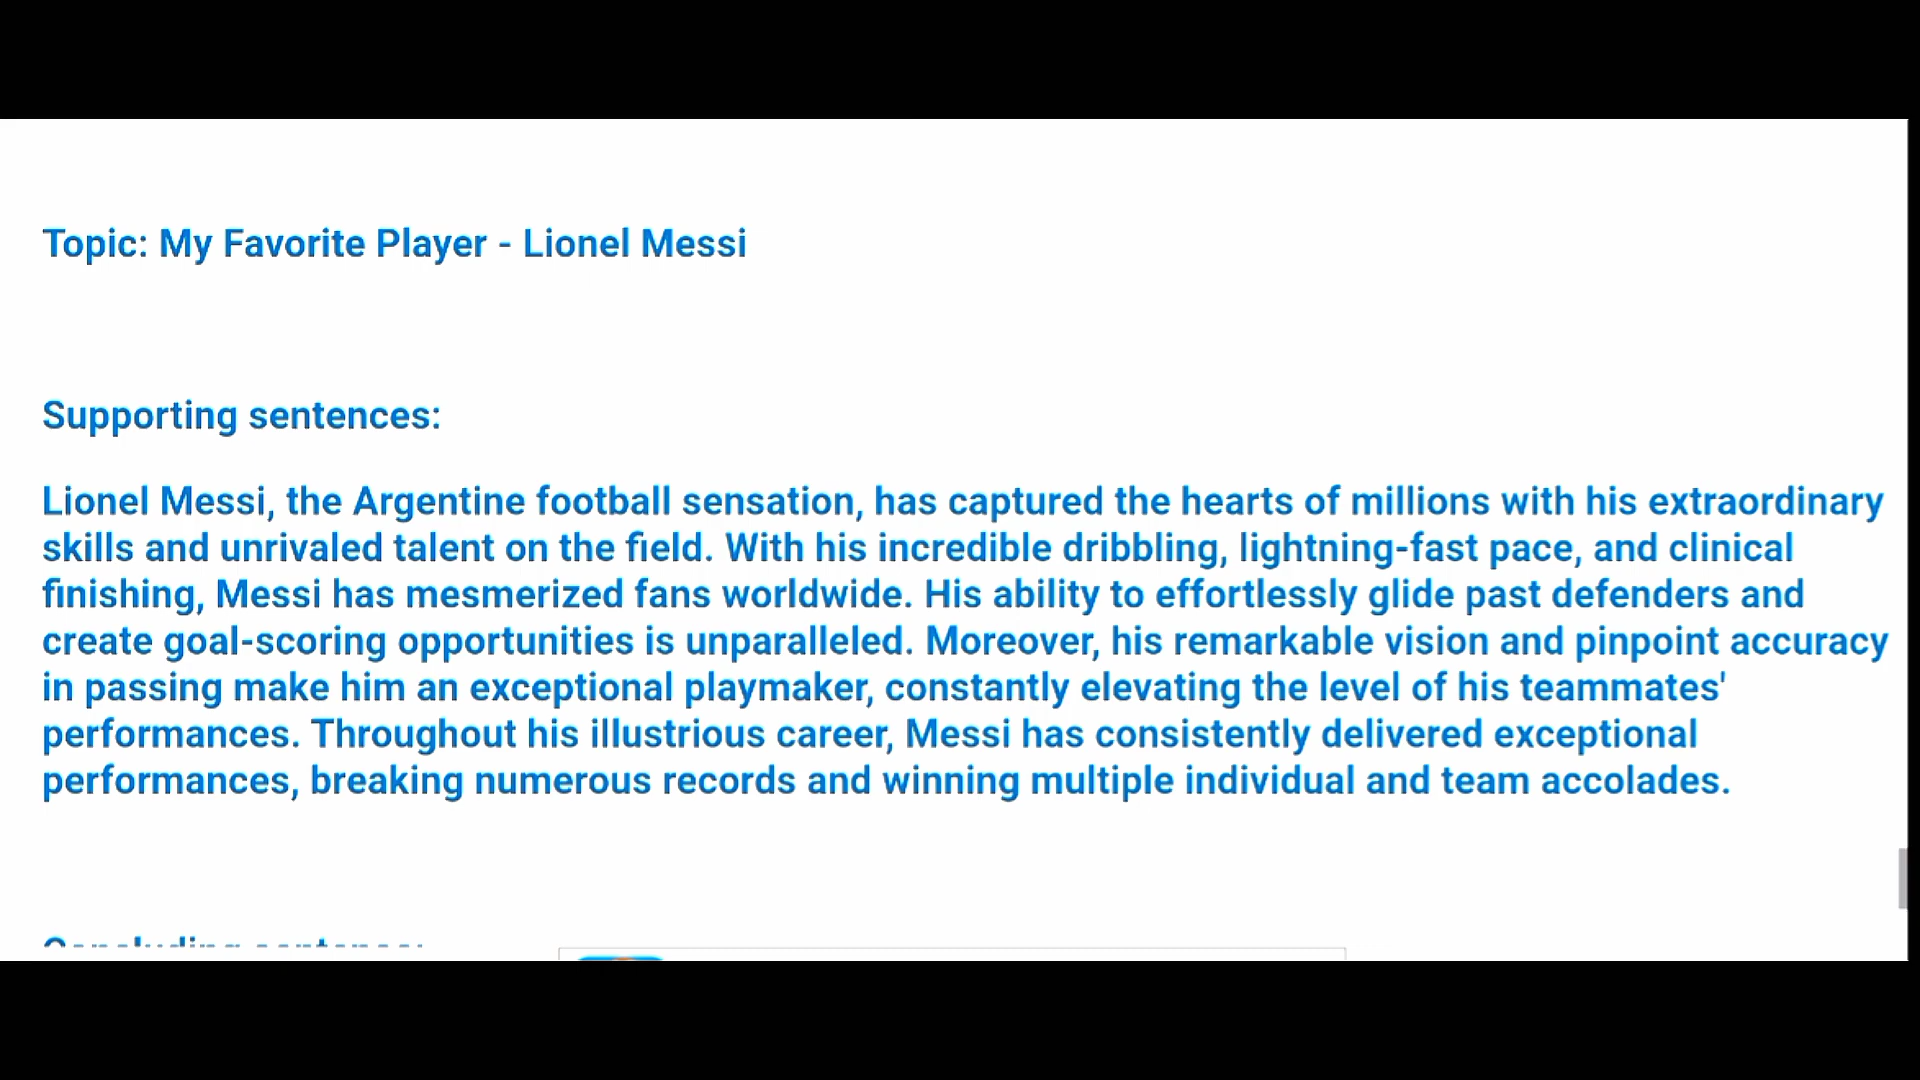 Topic: My Favorite Player - Lionel Messi
Supporting sentences:
Lionel Messi, the Argentine football sensation, has captured the hearts of millions with his extraordinary
skills and unrivaled talent on the field. With his incredible dribbling, lightning-fast pace, and clinical
finishing, Messi has mesmerized fans worldwide. His ability to effortlessly glide past defenders and
create goal-scoring opportunities is unparalleled. Moreover, his remarkable vision and pinpoint accuracy
in passing make him an exceptional playmaker, constantly elevating the level of his teammates'
performances. Throughout his illustrious career, Messi has consistently delivered exceptional
performances, breaking numerous records and winning multiple individual and team accolades.